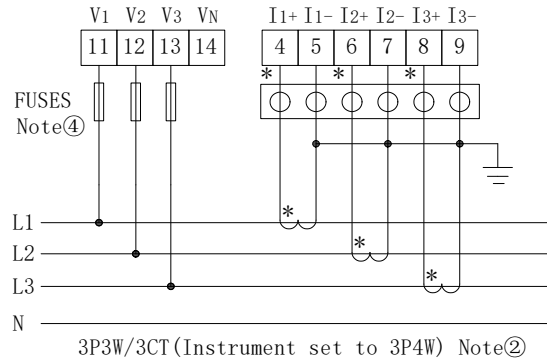 V1 V2 V3 VN I1+ I1- I2+ I2- I3+ I3-
11 12 13 14 4 5 6 7 8 9
* * *
FUSES
Note④
*
L1
*
L2
*
L3
N
3P3W/3CT(Instrument set to 3P4W) Note②